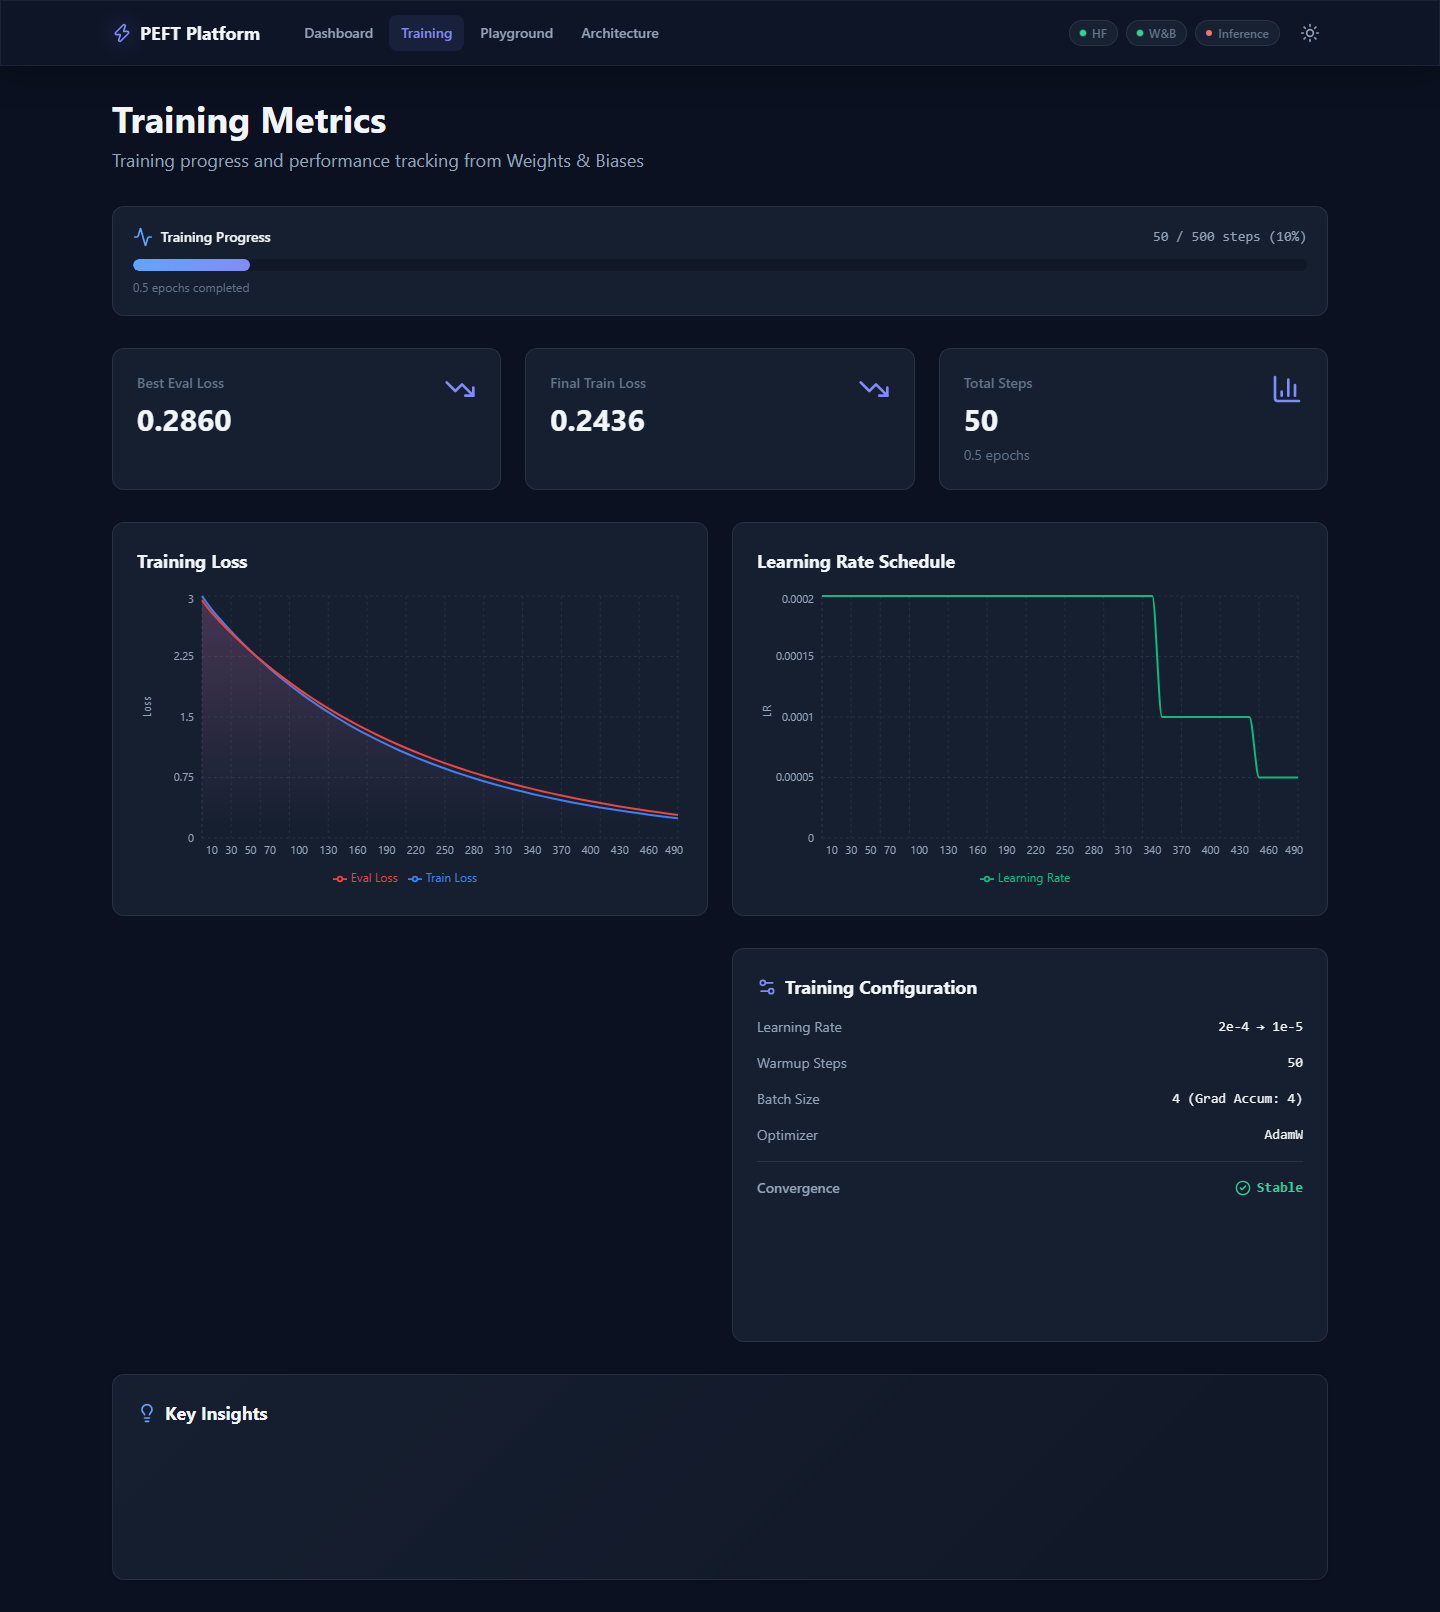 PEFT Platform
Dashboard
Training
Playground
Architecture
HF
W&B
Inference
Training Metrics
Training progress and performance tracking from Weights & Biases
Training Progress
50 / 500 steps (10%)
0.5 epochs completed
Best Eval Loss
0.2860
Final Train Loss
0.2436
Total Steps
50
0.5 epochs
Training Loss
3
2.25
1.5
0.75
0
Loss
10 30 50 70 100 130 160 190 220 250 280 310 340 370 400 430 460 490
Eval Loss
Train Loss
Learning Rate Schedule
0.0002
0.00015
0.0001
0.00005
0
LR
10 30 50 70 100 130 160 190 220 250 280 310 340 370 400 430 460 490
Learning Rate
Training Configuration
Learning Rate
2e-4 → 1e-5
Warmup Steps
50
Batch Size
4 (Grad Accum: 4)
Optimizer
AdamW
Convergence
Stable
Key Insights